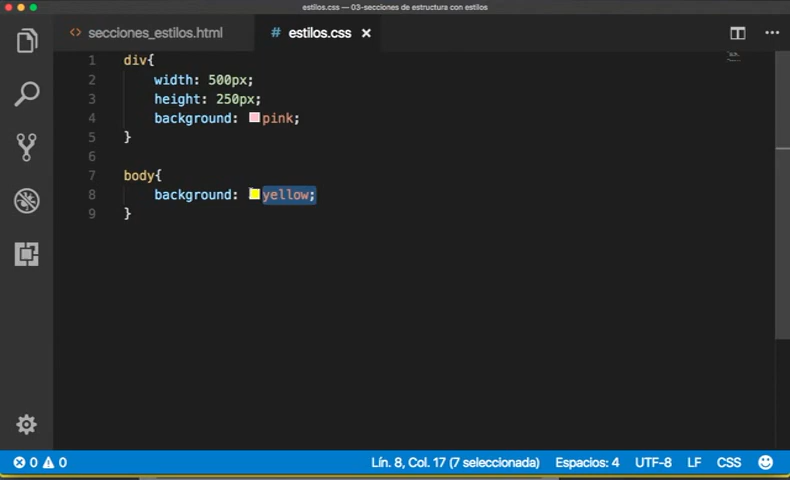 estilos.css — 03-secciones de estructura con estilos
<> secciones_estilos.html # estilos.css ×
1 div{
2 width: 500px;
3 height: 250px;
4 background: pink;
5 }
6
7 body{
8 background: yellow;
9 }
0 0 Lín. 8, Col. 17 (7 seleccionada) Espacios: 4 UTF-8 LF CSS